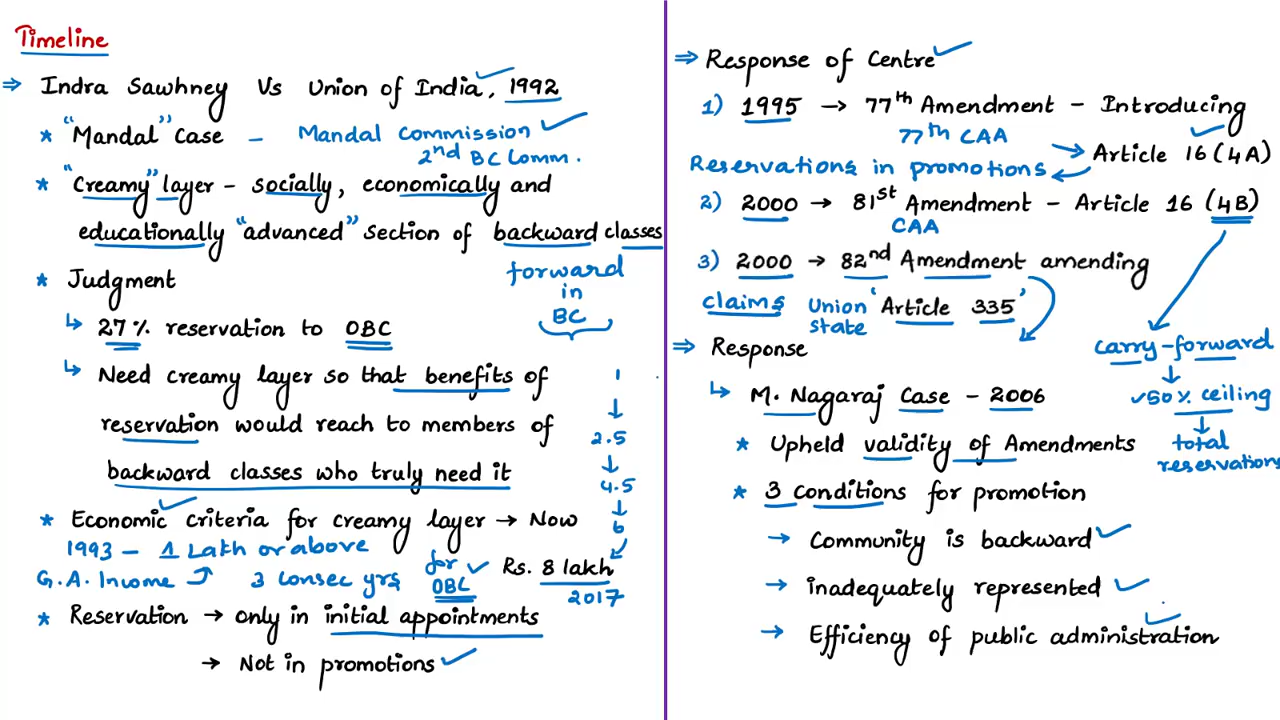 Timeline
⇒ Indra Sawhney Vs Union of India, 1992
* "Mandal" Case – Mandal Commission
2nd BC Comm.
* "Creamy" layer – socially, economically and
educationally "advanced" section of backward classes
forward
in
BC
* Judgment
↳ 27% reservation to OBC
↳ Need creamy layer so that benefits of
reservation would reach to members of
backward classes who truly need it
1
↓
2.5
↓
4.5
↓
6
* Economic criteria for creamy layer → Now
Rs. 8 lakh
2017
1993 – 1 Lath or above
G.A. Income → 3 Consec yrs for OBC
* Reservation → only in initial appointments
→ Not in promotions
⇒ Response of Centre
1) 1995 → 77th Amendment – Introducing
77th CAA
→ Article 16 (4A)
Reservations in promotions
2) 2000 → 81st Amendment – Article 16 (4B)
CAA
3) 2000 → 82nd Amendment amending
claims Union 'Article 335'
state
carry-forward
↓
50% ceiling
↓
total
reservations
⇒ Response
↳ M. Nagaraj Case – 2006
* Upheld validity of Amendments
* 3 conditions for promotion
→ Community is backward
→ inadequately represented
→ Efficiency of public administration